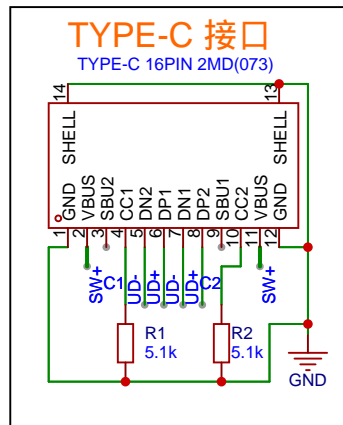 TYPE-C 接口
TYPE-C 16PIN 2MD(073)
14
13
SHELL
SHELL
GND
VBUS
SBU2
CC1
DN2
DP1
DN1
DP2
SBU1
CC2
VBUS
GND
1
2
3
4
5
6
7
8
9
10
11
12
SW+
C1
UD-
UD+
UD-
UD+
C2
SW+
R1
5.1k
R2
5.1k
GND